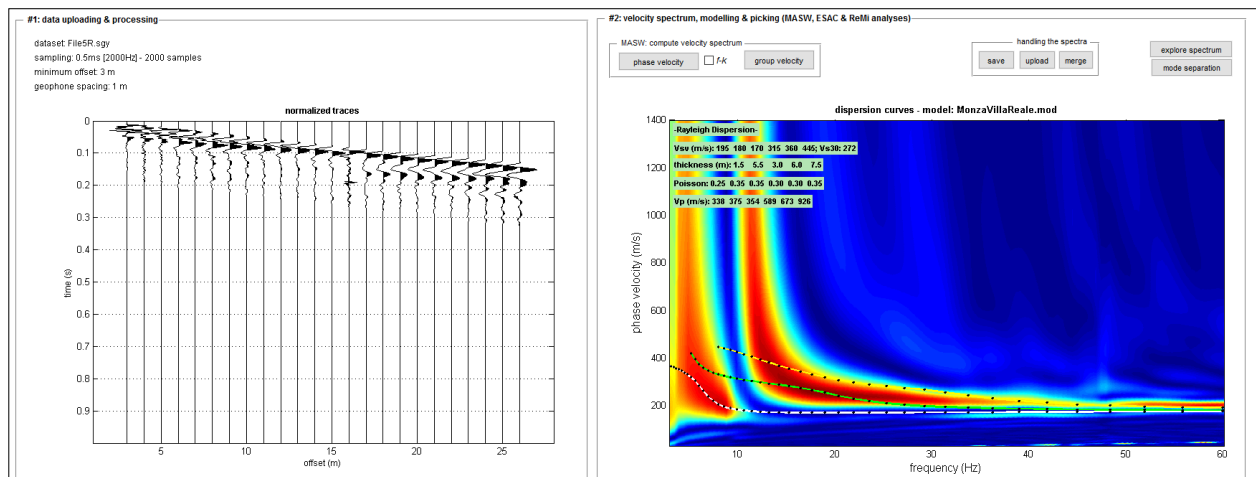 #1: data uploading & processing
dataset: File5R.sgy
sampling: 0.5ms [2000Hz] - 2000 samples
minimum offset: 3 m
geophone spacing: 1 m
normalized traces
0
0.1
0.2
0.3
0.4
0.5
0.6
0.7
0.8
0.9
time (s)
5 10 15 20 25
offset (m)
#2: velocity spectrum, modelling & picking (MASW, ESAC & ReMi analyses)
MASW: compute velocity spectrum
phase velocity f-k group velocity
handling the spectra
save upload merge
explore spectrum
mode separation
dispersion curves - model: MonzaVillaReale.mod
-Rayleigh Dispersion-
Vsv (m/s): 195 180 170 315 360 445; Vs30: 272
thickness (m): 1.5 5.5 3.0 6.0 7.5
Poisson: 0.25 0.35 0.35 0.30 0.30 0.35
Vp (m/s): 338 375 354 589 673 926
1400
1200
1000
800
600
400
200
phase velocity (m/s)
10 20 30 40 50 60
frequency (Hz)